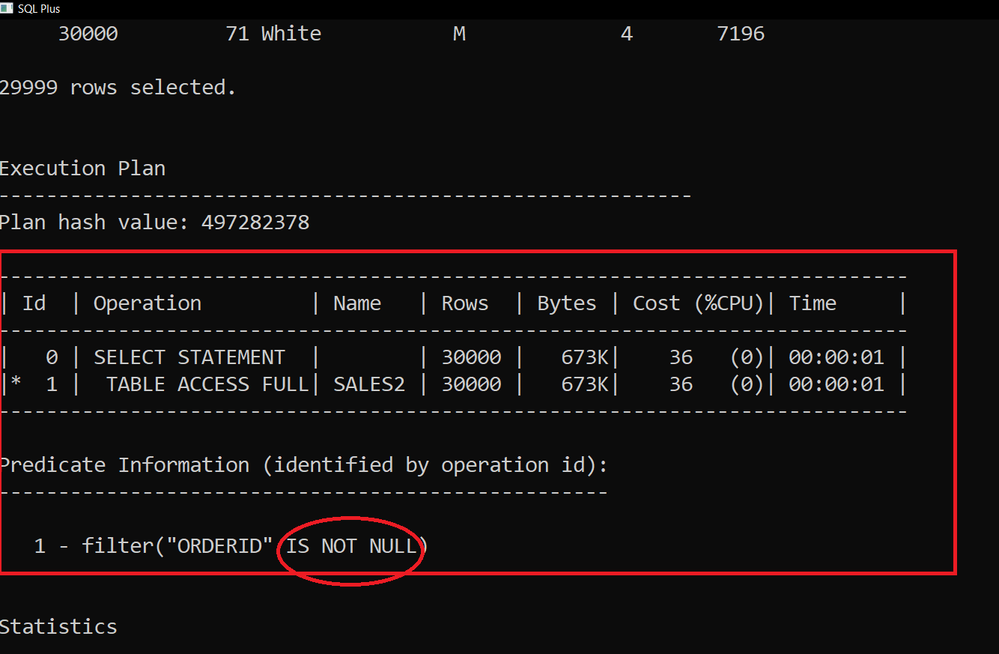 SQL Plus
30000 71 White M 4 7196
29999 rows selected.
Execution Plan
----------------------------------------------------------
Plan hash value: 497282378
----------------------------------------------------------------------------
| Id | Operation | Name | Rows | Bytes | Cost (%CPU)| Time |
----------------------------------------------------------------------------
| 0 | SELECT STATEMENT | | 30000 | 673K| 36 (0)| 00:00:01 |
|* 1 | TABLE ACCESS FULL| SALES2 | 30000 | 673K| 36 (0)| 00:00:01 |
----------------------------------------------------------------------------
Predicate Information (identified by operation id):
---------------------------------------------------
1 - filter("ORDERID" IS NOT NULL)
Statistics